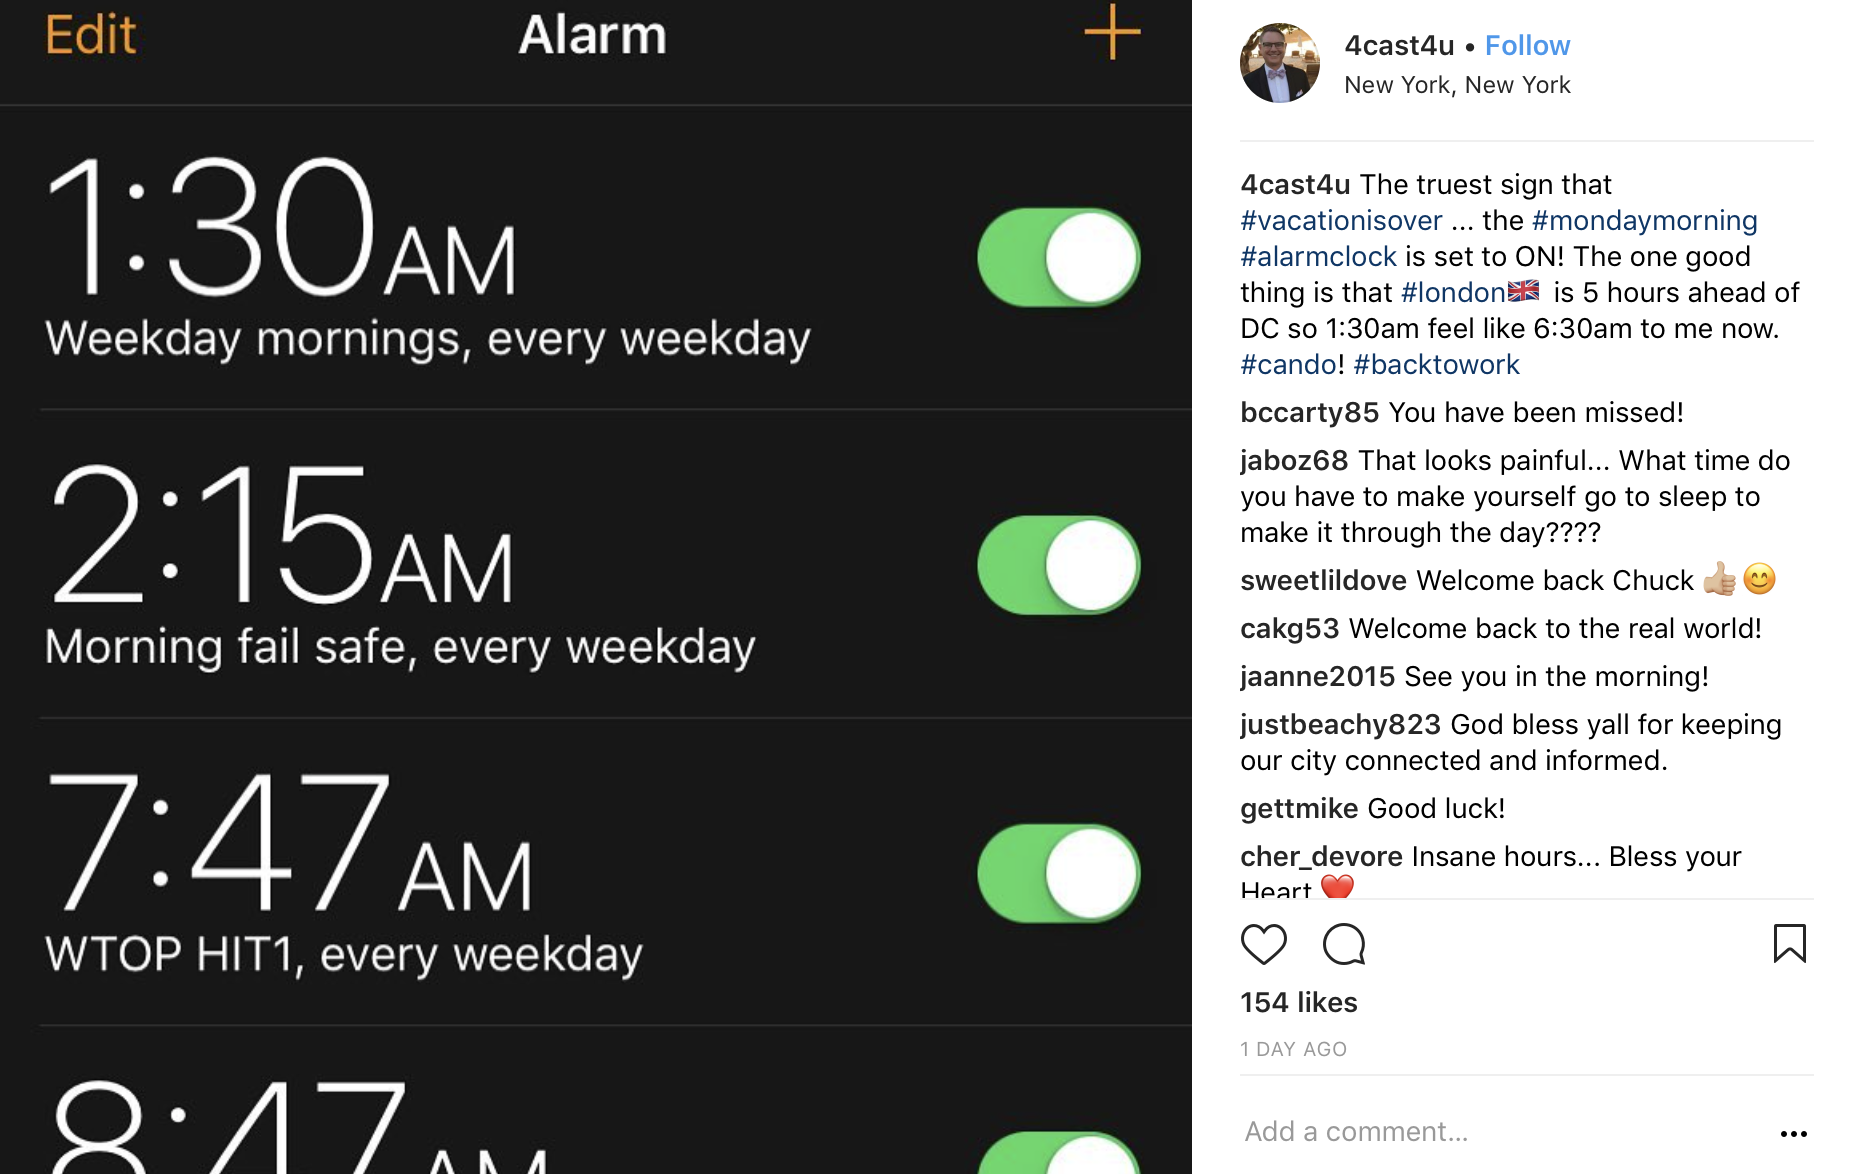 Edit
Alarm
1:30AM
Weekday mornings, every weekday
2:15AM
Morning fail safe, every weekday
7:47AM
WTOP HIT1, every weekday
8:47AM
4cast4u • Follow
New York, New York
4cast4u The truest sign that
#vacationisover ... the #mondaymorning
#alarmclock is set to ON! The one good
thing is that #london🇬🇧 is 5 hours ahead of
DC so 1:30am feel like 6:30am to me now.
#cando! #backtowork
bccarty85 You have been missed!
jaboz68 That looks painful... What time do
you have to make yourself go to sleep to
make it through the day????
sweetlildove Welcome back Chuck 👍🏼😊
cakg53 Welcome back to the real world!
jaanne2015 See you in the morning!
justbeachy823 God bless yall for keeping
our city connected and informed.
gettmike Good luck!
cher_devore Insane hours... Bless your
Heart ❤️
154 likes
1 DAY AGO
Add a comment...